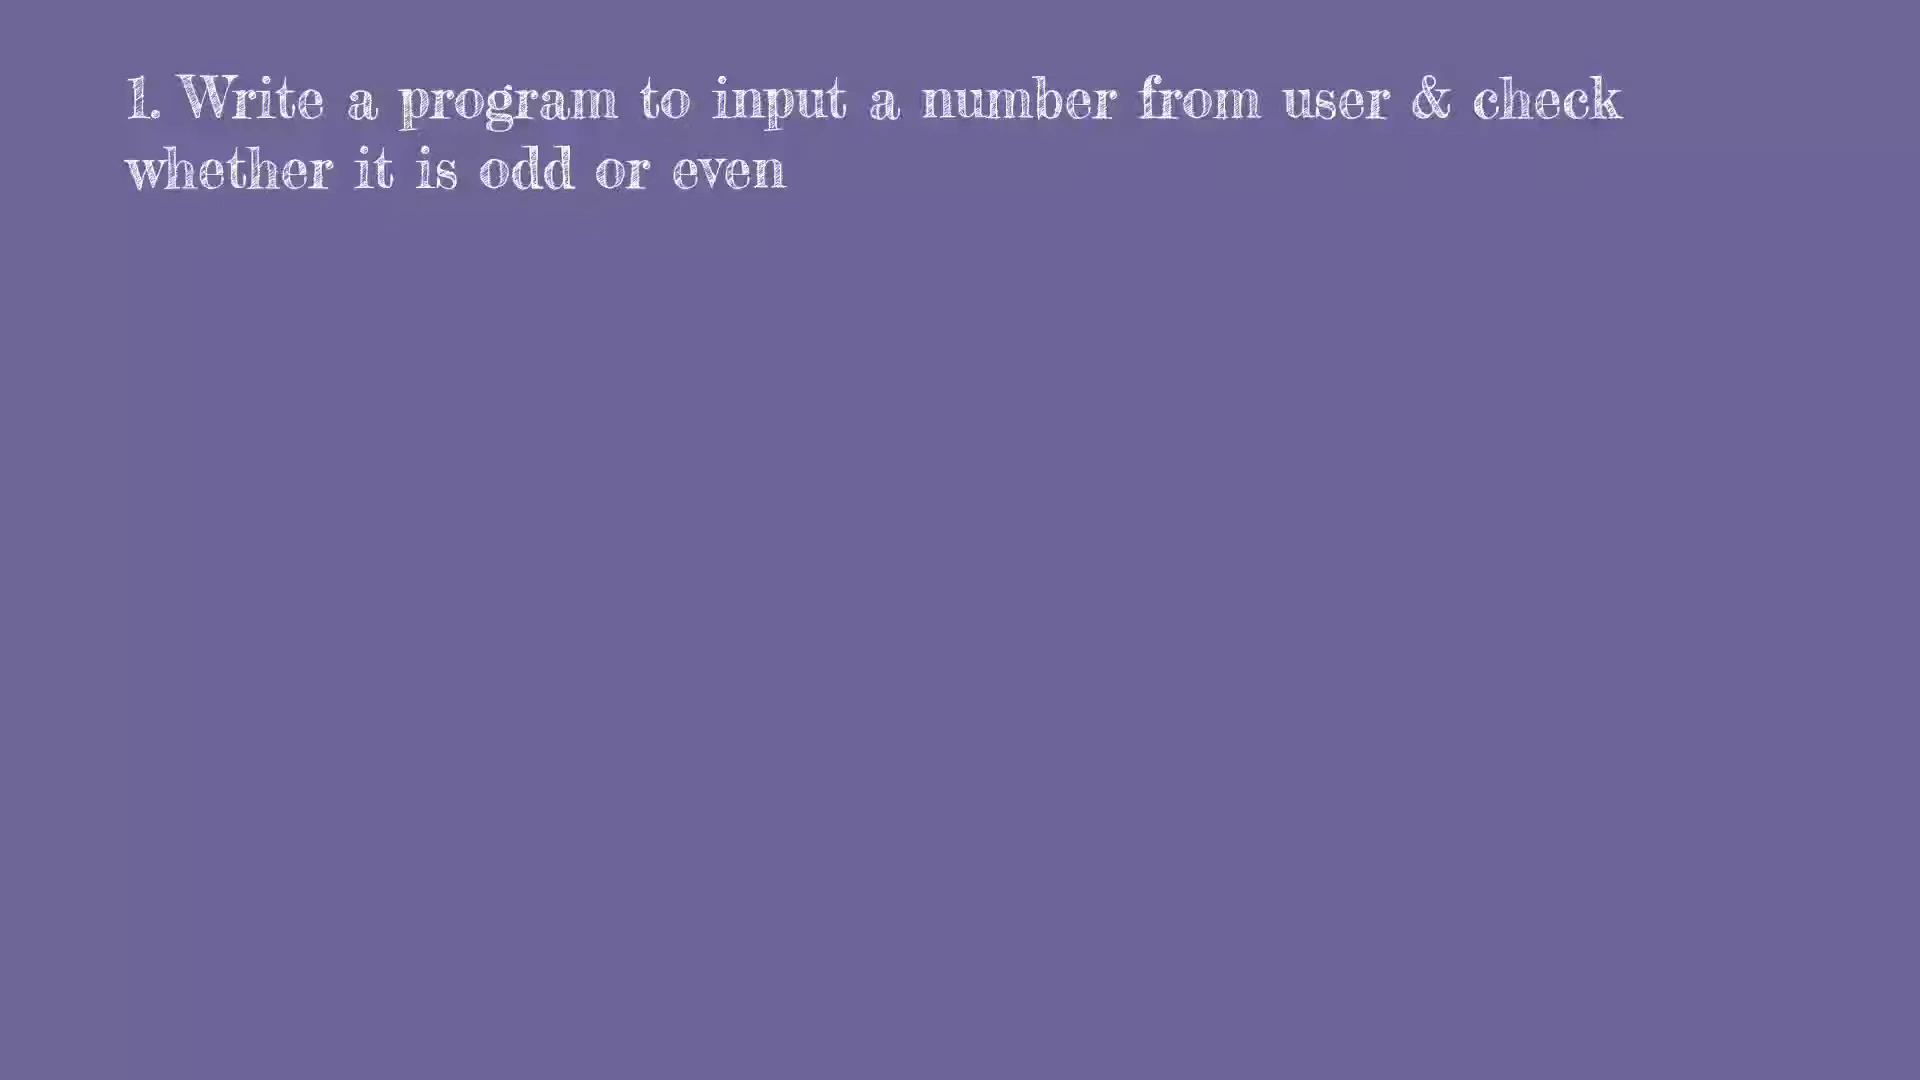 1. Write a program to input a number from user & check
whether it is odd or even